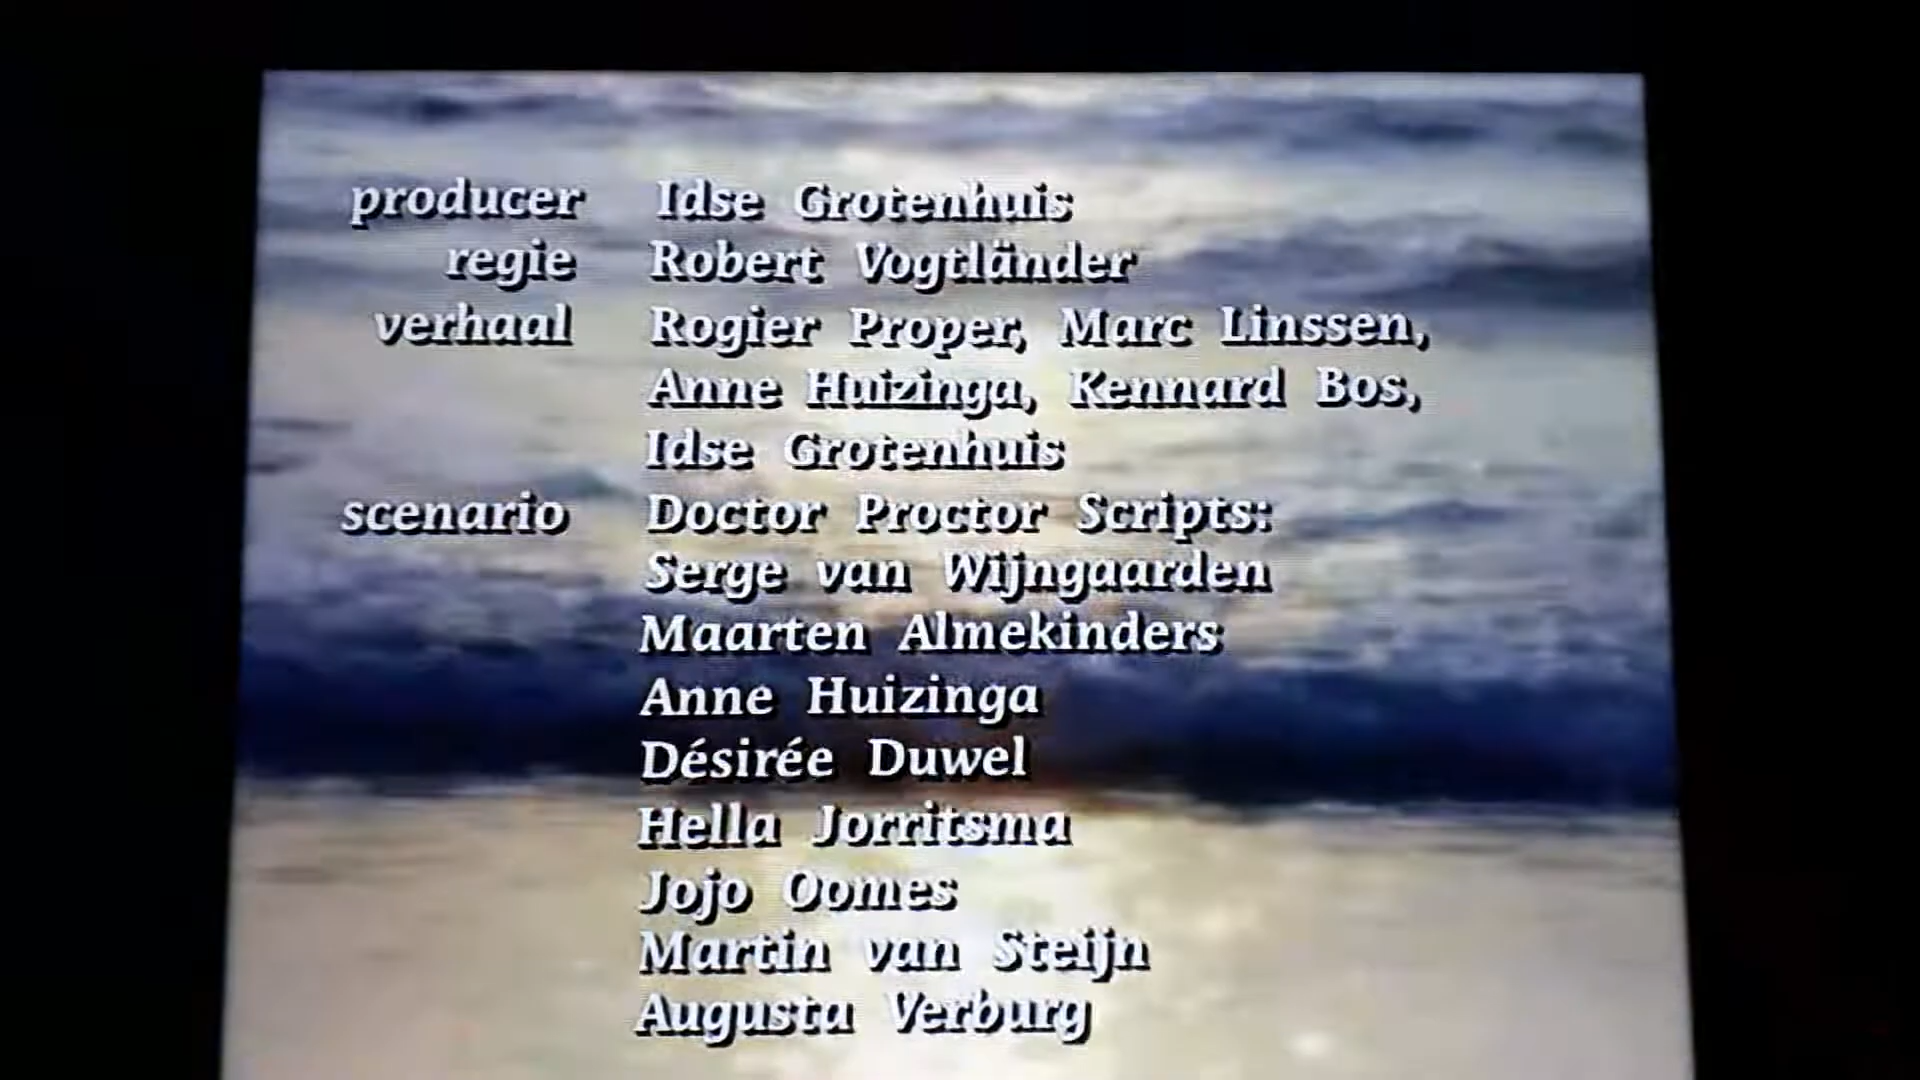 producer Idse Grotenhuis
regie Robert Vogtländer
verhaal Rogier Proper, Marc Linssen,
Anne Huizinga, Kennard Bos,
Idse Grotenhuis
scenario Doctor Proctor Scripts:
Serge van Wijngaarden
Maarten Almekinders
Anne Huizinga
Désirée Duwel
Hella Jorritsma
Jojo Oomes
Martin van Steijn
Augusta Verburg